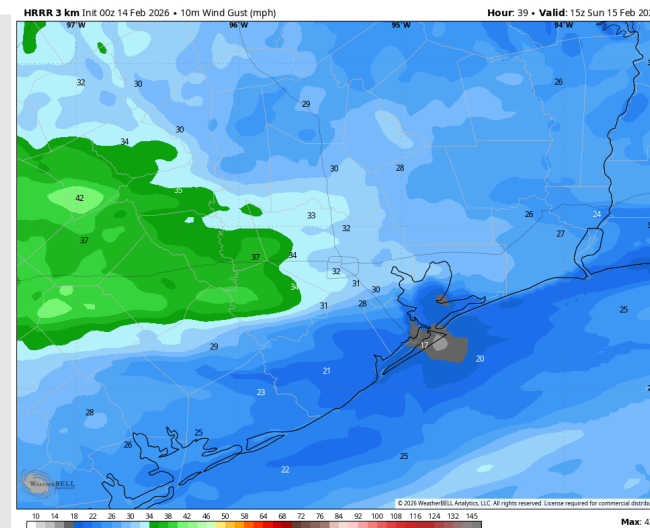 HRRR 3 km Init 00z 14 Feb 2026 • 10m Wind Gust (mph)
Hour: 39 • Valid: 15z Sun 15 Feb 202
97°W 96°W 95°W 94°W
32 30 26
29
30
34
30 28
35
42
33 26 24
32 27
37
37 34
32
31 30
34
31 28 25
17
29
20
21
23
28
25
26
25
22
WEATHERBELL
© 2026 WeatherBELL Analytics, LLC. All rights reserved. License required for commercial distribu
10 14 18 22 26 30 34 38 42 46 50 54 58 62 68 72 76 84 92 100 108 116 124 132 145
Max: 4